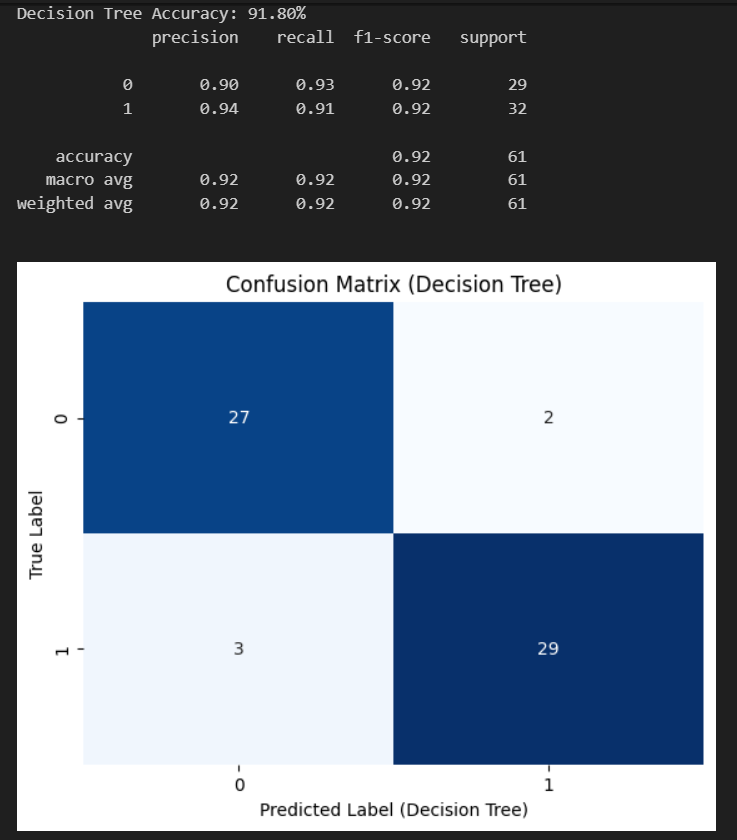 Decision Tree Accuracy: 91.80%
precision recall f1-score support
0 0.90 0.93 0.92 29
1 0.94 0.91 0.92 32
accuracy 0.92 61
macro avg 0.92 0.92 0.92 61
weighted avg 0.92 0.92 0.92 61
Confusion Matrix (Decision Tree)
27 2
0
True Label
3 29
1
0 1
Predicted Label (Decision Tree)